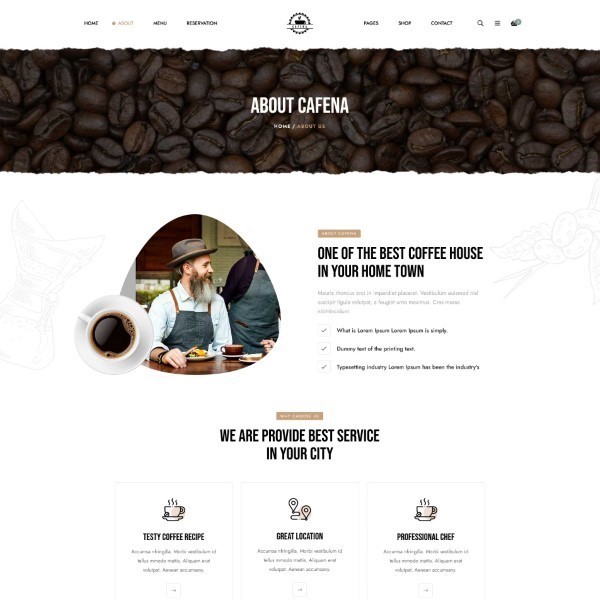 HOME ABOUT MENU RESERVATION CAFENA PAGES SHOP CONTACT
ABOUT CAFENA
HOME / ABOUT US
ABOUT CAFENA
ONE OF THE BEST COFFEE HOUSE
IN YOUR HOME TOWN
Mauris rhoncus orci in imperdiet placerat. Vestibulum euismod
nisl suscipit ligula volutpat, a feugiat urna maximus. Cras massa
nibhtincidunt.
What is Lorem Ipsum Lorem Ipsum is simply.
Dummy text of the printing text.
Typesetting industry Lorem Ipsum has been the industry's
WHY CHOOSE US
WE ARE PROVIDE BEST SERVICE
IN YOUR CITY
TESTY COFFEE RECIPE
Accumsa nfringilla. Morbi vestibulum id
tellus mmodo mattis. Aliquam erat
volutpat. Aenean accumsany.
GREAT LOCATION
Accumsa nfringilla. Morbi vestibulum id
tellus mmodo mattis. Aliquam erat
volutpat. Aenean accumsany.
PROFESSIONAL CHEF
Accumsa nfringilla. Morbi vestibulum id
tellus mmodo mattis. Aliquam erat
volutpat. Aenean accumsany.